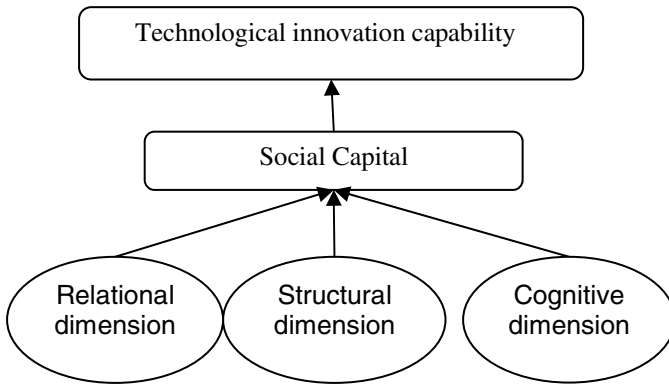 Technological innovation capability
Social Capital
Relational
dimension
Structural
dimension
Cognitive
dimension